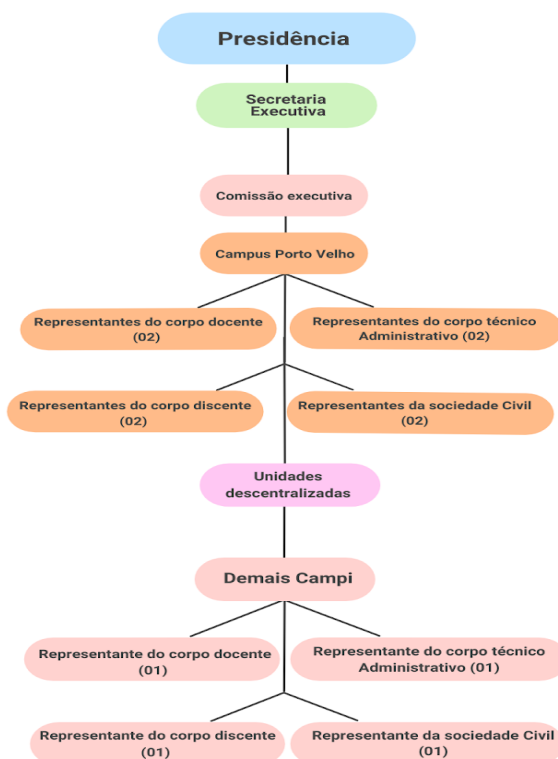 Presidência
Secretaria
Executiva
Comissão executiva
Campus Porto Velho
Representantes do corpo docente
(02)
Representantes do corpo técnico
Administrativo (02)
Representantes do corpo discente
(02)
Representantes da sociedade Civil
(02)
Unidades
descentralizadas
Demais Campi
Representante do corpo docente
(01)
Representante do corpo técnico
Administrativo (01)
Representante do corpo discente
(01)
Representante da sociedade Civil
(01)